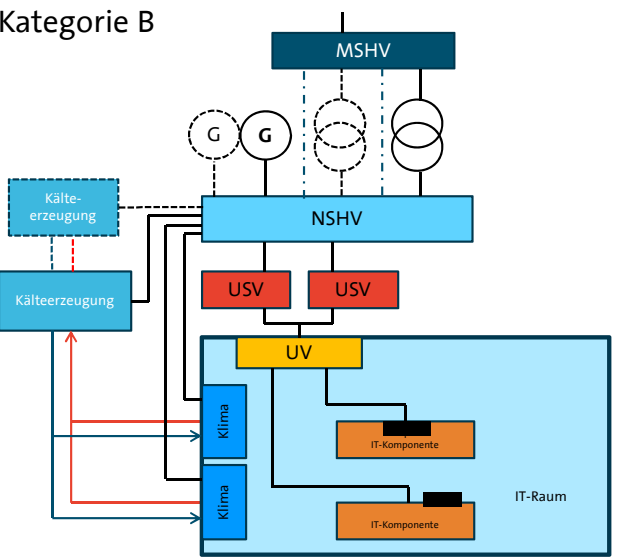 Kategorie B
MSHV
G
G
Kälte-
erzeugung
NSHV
Kälteerzeugung
USV
USV
UV
Klima
IT-Komponente
Klima
IT-Raum
IT-Komponente